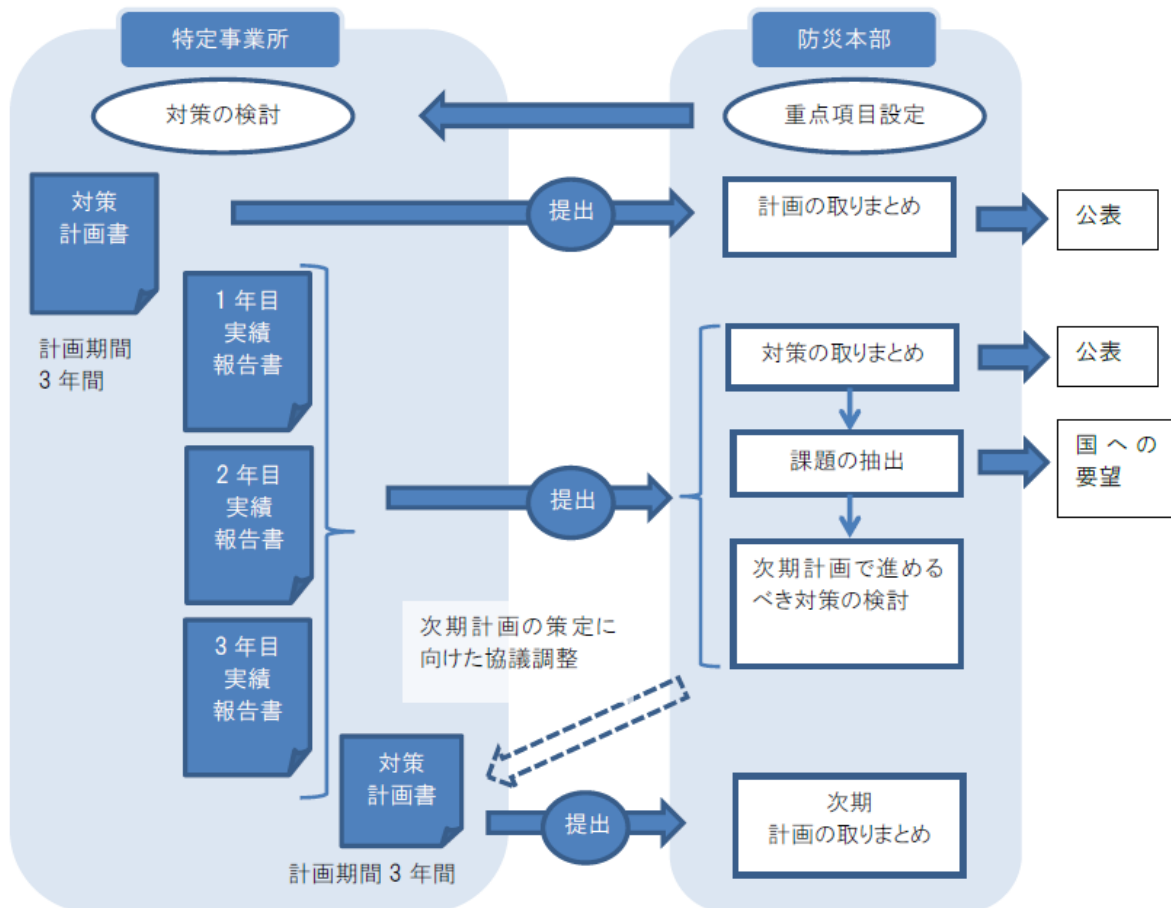 特定事業所
防災本部
対策の検討
重点項目設定
対策
計画書
提出
計画の取りまとめ
公表
計画期間
3 年間
1 年目
実績
報告書
対策の取りまとめ
公表
2 年目
実績
報告書
提出
課題の抽出
国への
要望
次期計画で進める
べき対策の検討
3 年目
実績
報告書
次期計画の策定に
向けた協議調整
対策
計画書
提出
次期
計画の取りまとめ
計画期間 3 年間